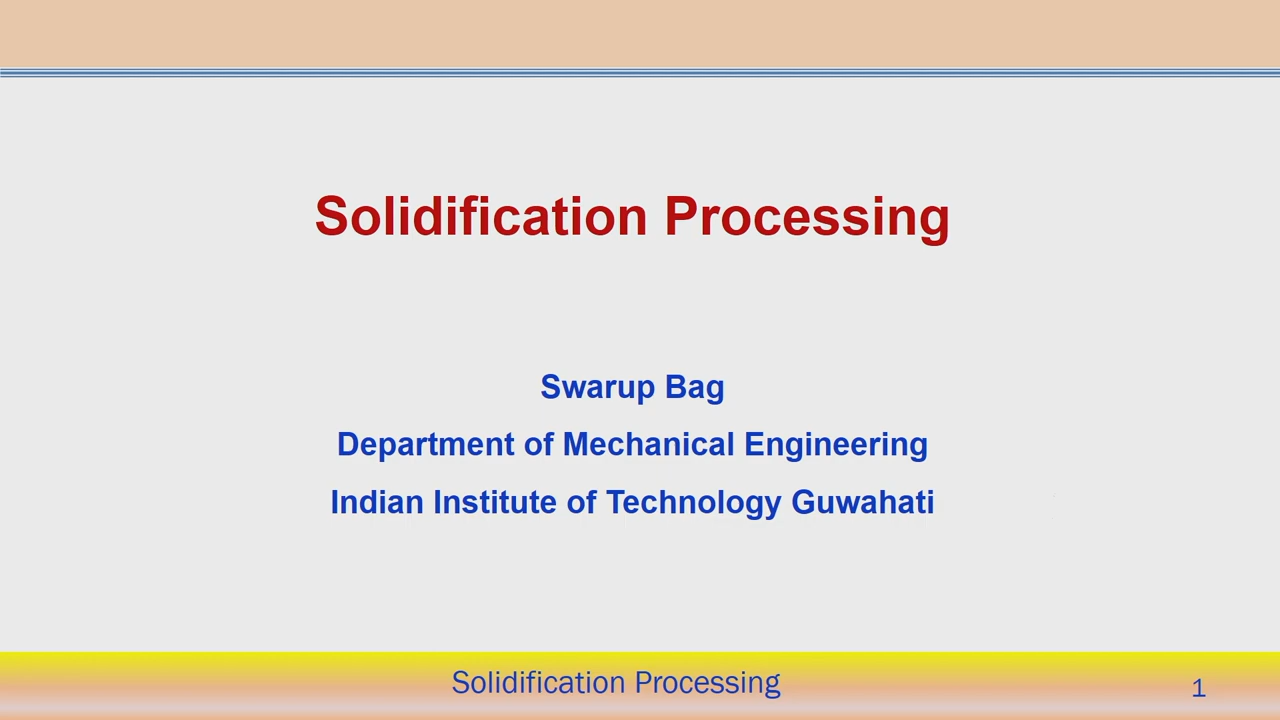 Solidification Processing
Swarup Bag
Department of Mechanical Engineering
Indian Institute of Technology Guwahati
Solidification Processing
1